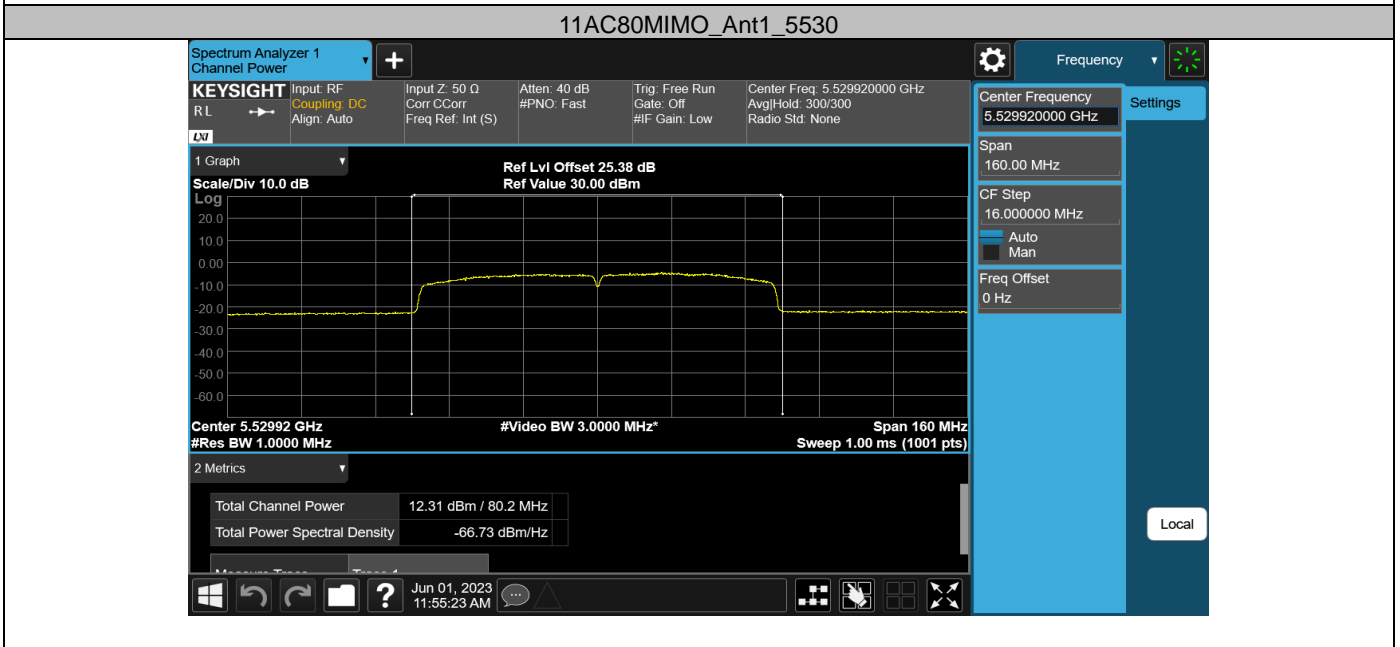 11AC80MIMO_Ant1_5530
Spectrum Analyzer 1
Channel Power
Frequency
KEYSIGHT
RL
LXI
Input: RF
Coupling: DC
Align: Auto
Input Z: 50 Ω
Corr CCorr
Freq Ref: Int (S)
Atten: 40 dB
#PNO: Fast
Trig: Free Run
Gate: Off
#IF Gain: Low
Center Freq: 5.529920000 GHz
Avg|Hold: 300/300
Radio Std: None
Center Frequency
5.529920000 GHz
Settings
Span
160.00 MHz
CF Step
16.000000 MHz
Auto
Man
Freq Offset
0 Hz
1 Graph
Scale/Div 10.0 dB
Ref Lvl Offset 25.38 dB
Ref Value 30.00 dBm
Log
20.0
10.0
0.00
-10.0
-20.0
-30.0
-40.0
-50.0
-60.0
Center 5.52992 GHz
#Video BW 3.0000 MHz*
Span 160 MHz
#Res BW 1.0000 MHz
Sweep 1.00 ms (1001 pts)
2 Metrics
Total Channel Power 12.31 dBm / 80.2 MHz
Total Power Spectral Density -66.73 dBm/Hz
Measure Trace Trace 1
Local
?
Jun 01, 2023
11:55:23 AM